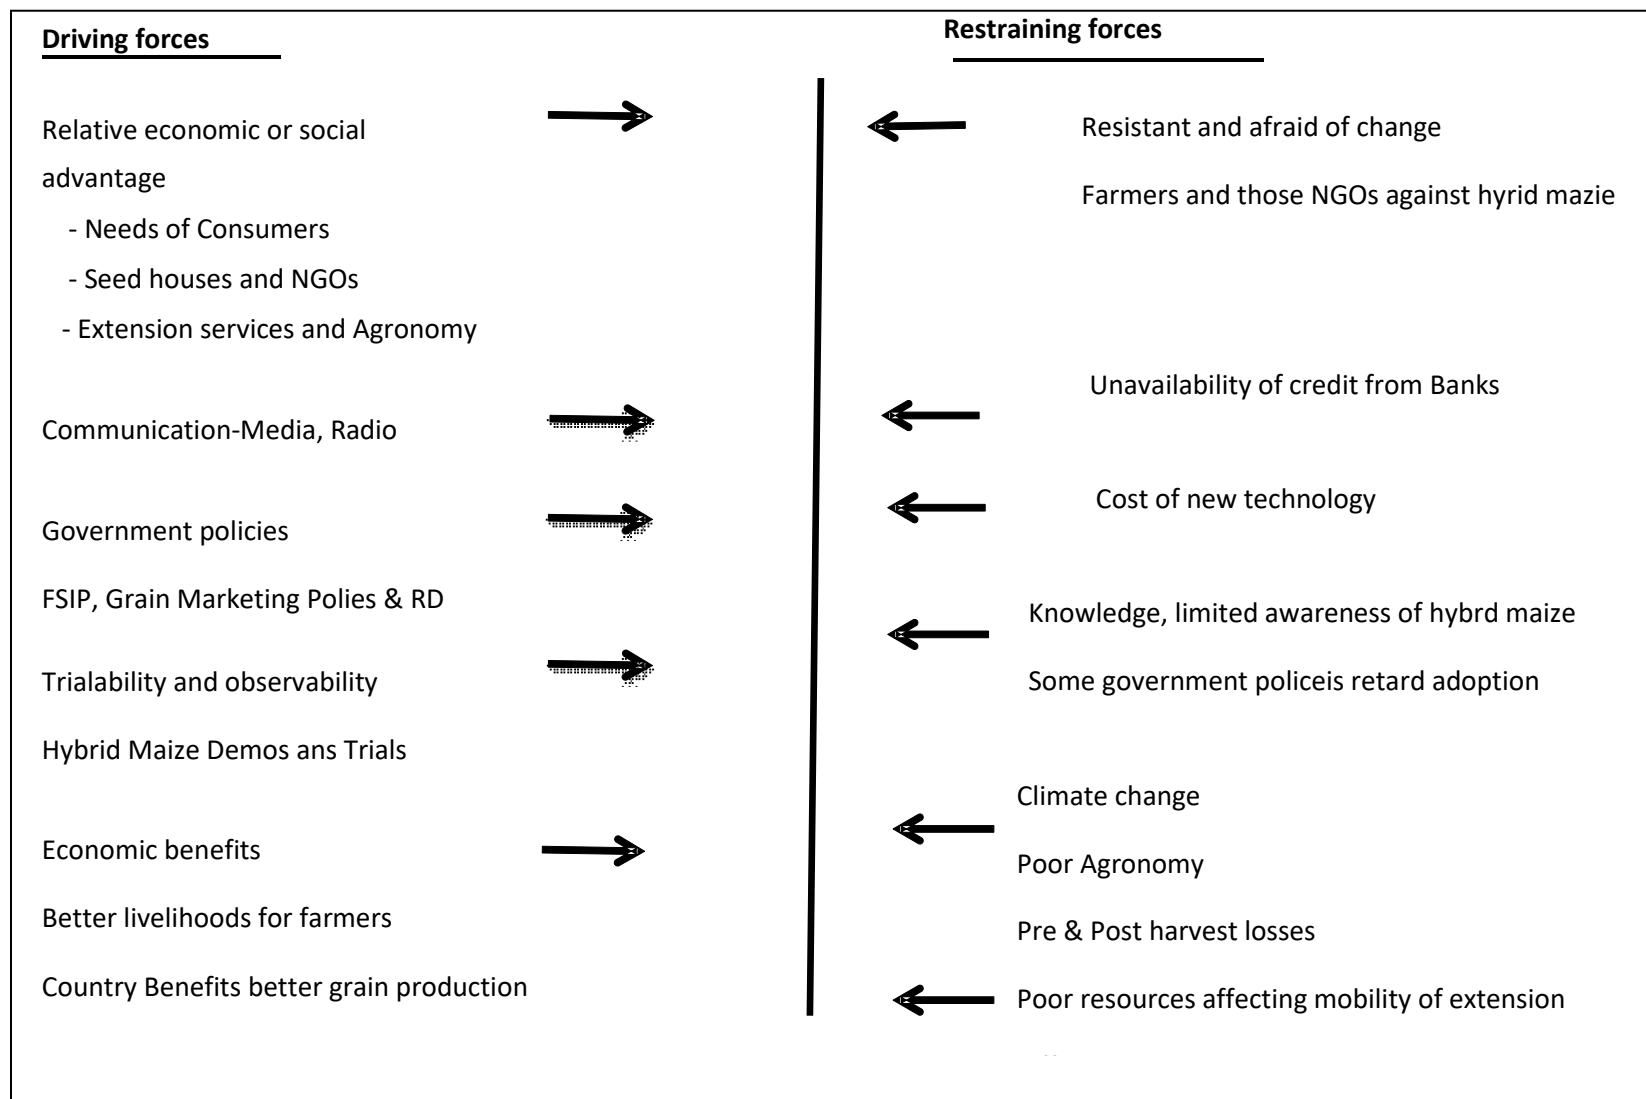 Driving forces
Relative economic or social
advantage
- Needs of Consumers
- Seed houses and NGOs
- Extension services and Agronomy
Communication-Media, Radio
Government policies
FSIP, Grain Marketing Polies & RD
Trialability and observability
Hybrid Maize Demos ans Trials
Economic benefits
Better livelihoods for farmers
Country Benefits better grain production
Restraining forces
Resistant and afraid of change
Farmers and those NGOs against hyrid mazie
Unavailability of credit from Banks
Cost of new technology
Knowledge, limited awareness of hybrd maize
Some government policeis retard adoption
Climate change
Poor Agronomy
Pre & Post harvest losses
Poor resources affecting mobility of extension